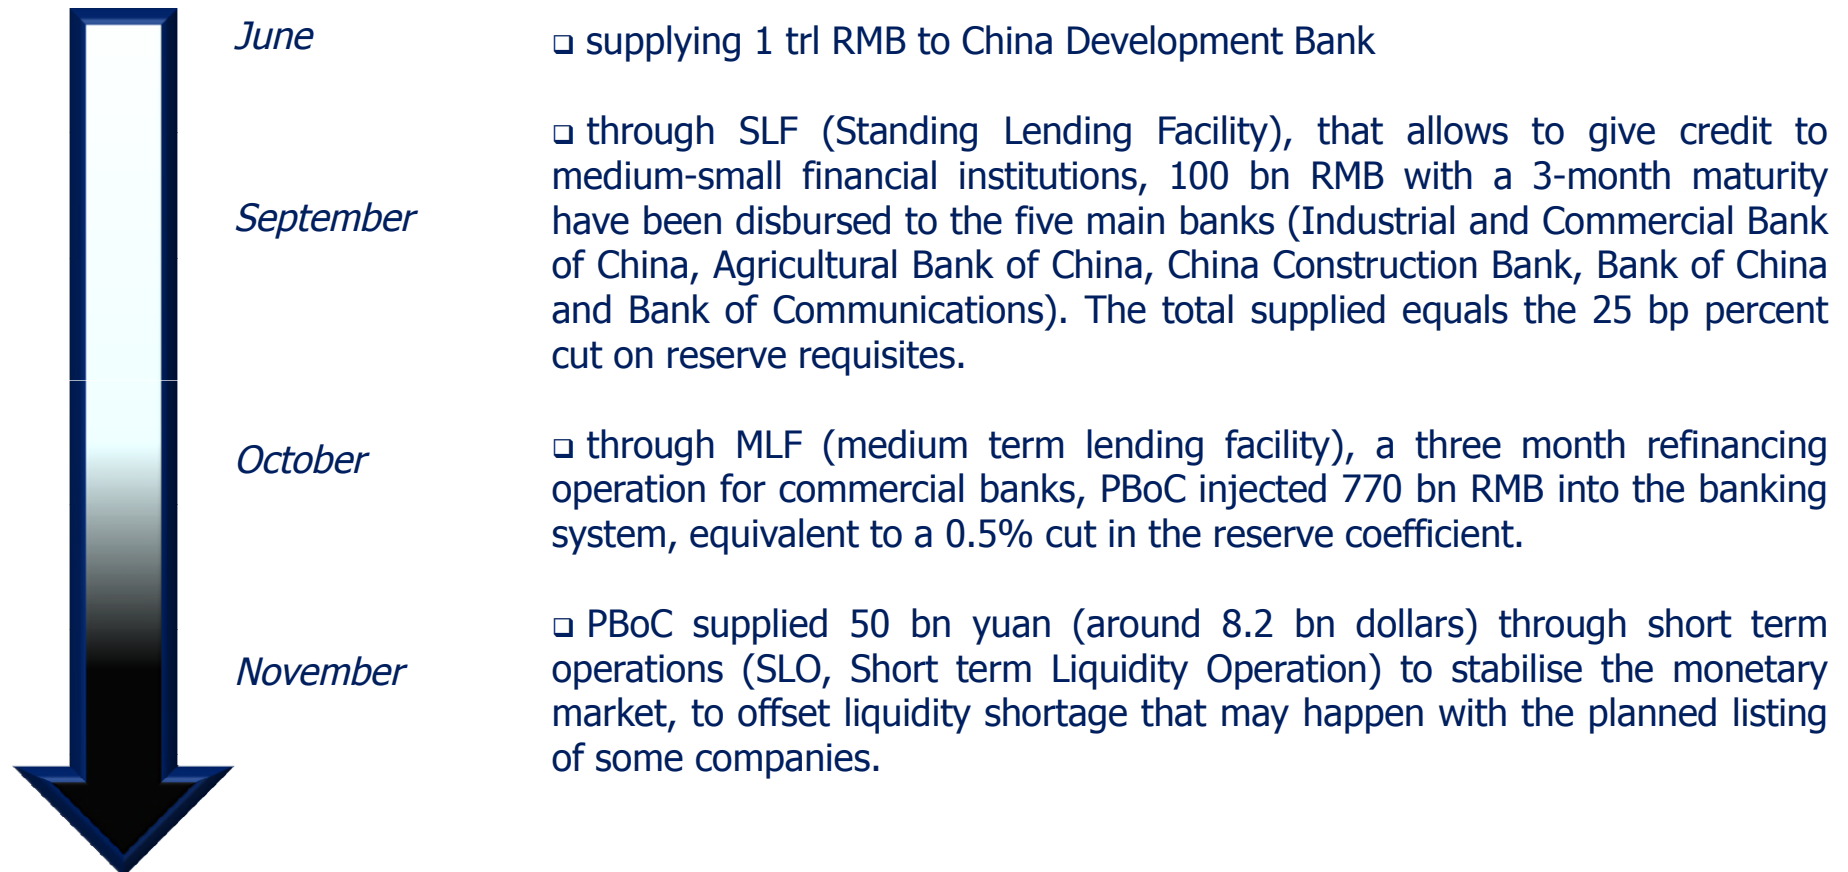 June
❑ supplying 1 trl RMB to China Development Bank
September
❑ through SLF (Standing Lending Facility), that allows to give credit to
medium-small financial institutions, 100 bn RMB with a 3-month maturity
have been disbursed to the five main banks (Industrial and Commercial Bank
of China, Agricultural Bank of China, China Construction Bank, Bank of China
and Bank of Communications). The total supplied equals the 25 bp percent
cut on reserve requisites.
October
❑ through MLF (medium term lending facility), a three month refinancing
operation for commercial banks, PBoC injected 770 bn RMB into the banking
system, equivalent to a 0.5% cut in the reserve coefficient.
November
❑ PBoC supplied 50 bn yuan (around 8.2 bn dollars) through short term
operations (SLO, Short term Liquidity Operation) to stabilise the monetary
market, to offset liquidity shortage that may happen with the planned listing
of some companies.